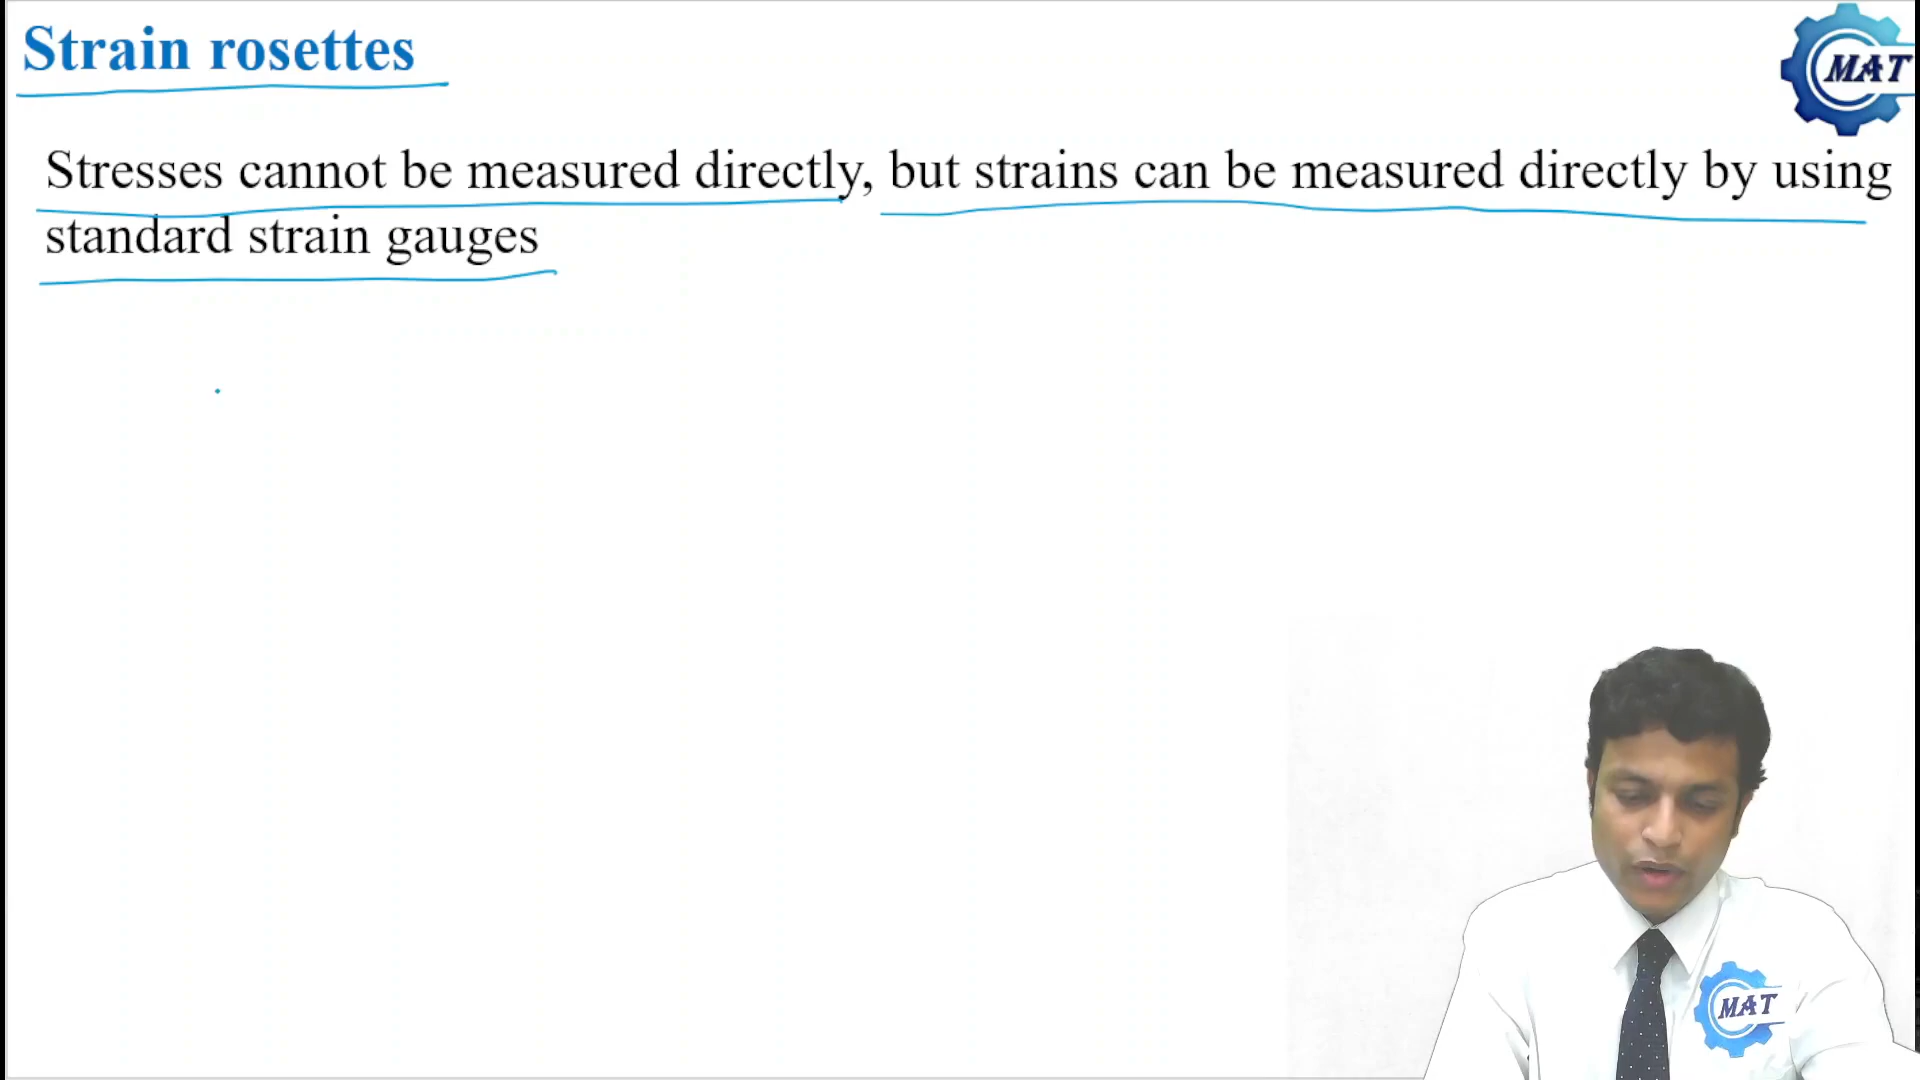 Strain rosettes
MAT
Stresses cannot be measured directly, but strains can be measured directly by using
standard strain gauges
MAT